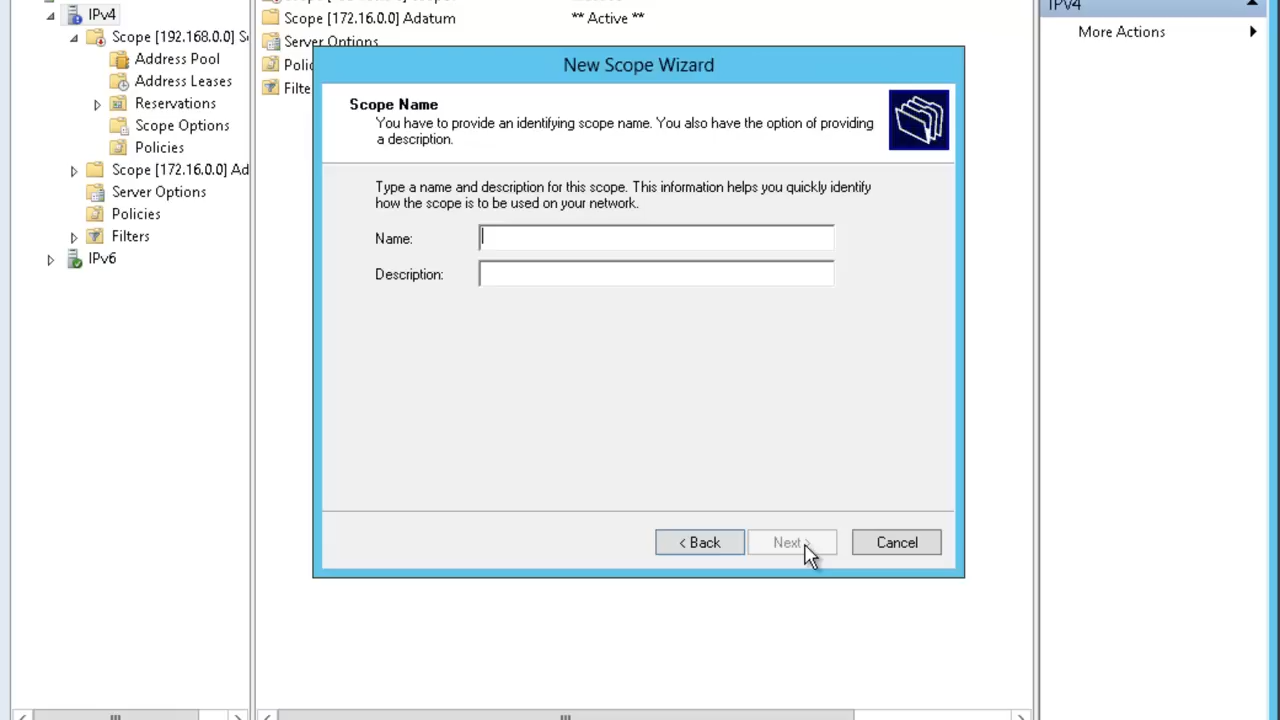 IPv4
Scope [192.168.0.0] S
Address Pool
Address Leases
Reservations
Scope Options
Policies
Scope [172.16.0.0] Ad
Server Options
Policies
Filters
IPv6
Scope [172.16.0.0] Adatum
** Active **
Server Options
Polic
Filte
New Scope Wizard
Scope Name
You have to provide an identifying scope name. You also have the option of providing
a description.
Type a name and description for this scope. This information helps you quickly identify
how the scope is to be used on your network.
Name:
Description:
< Back
Next >
Cancel
IPv4
More Actions